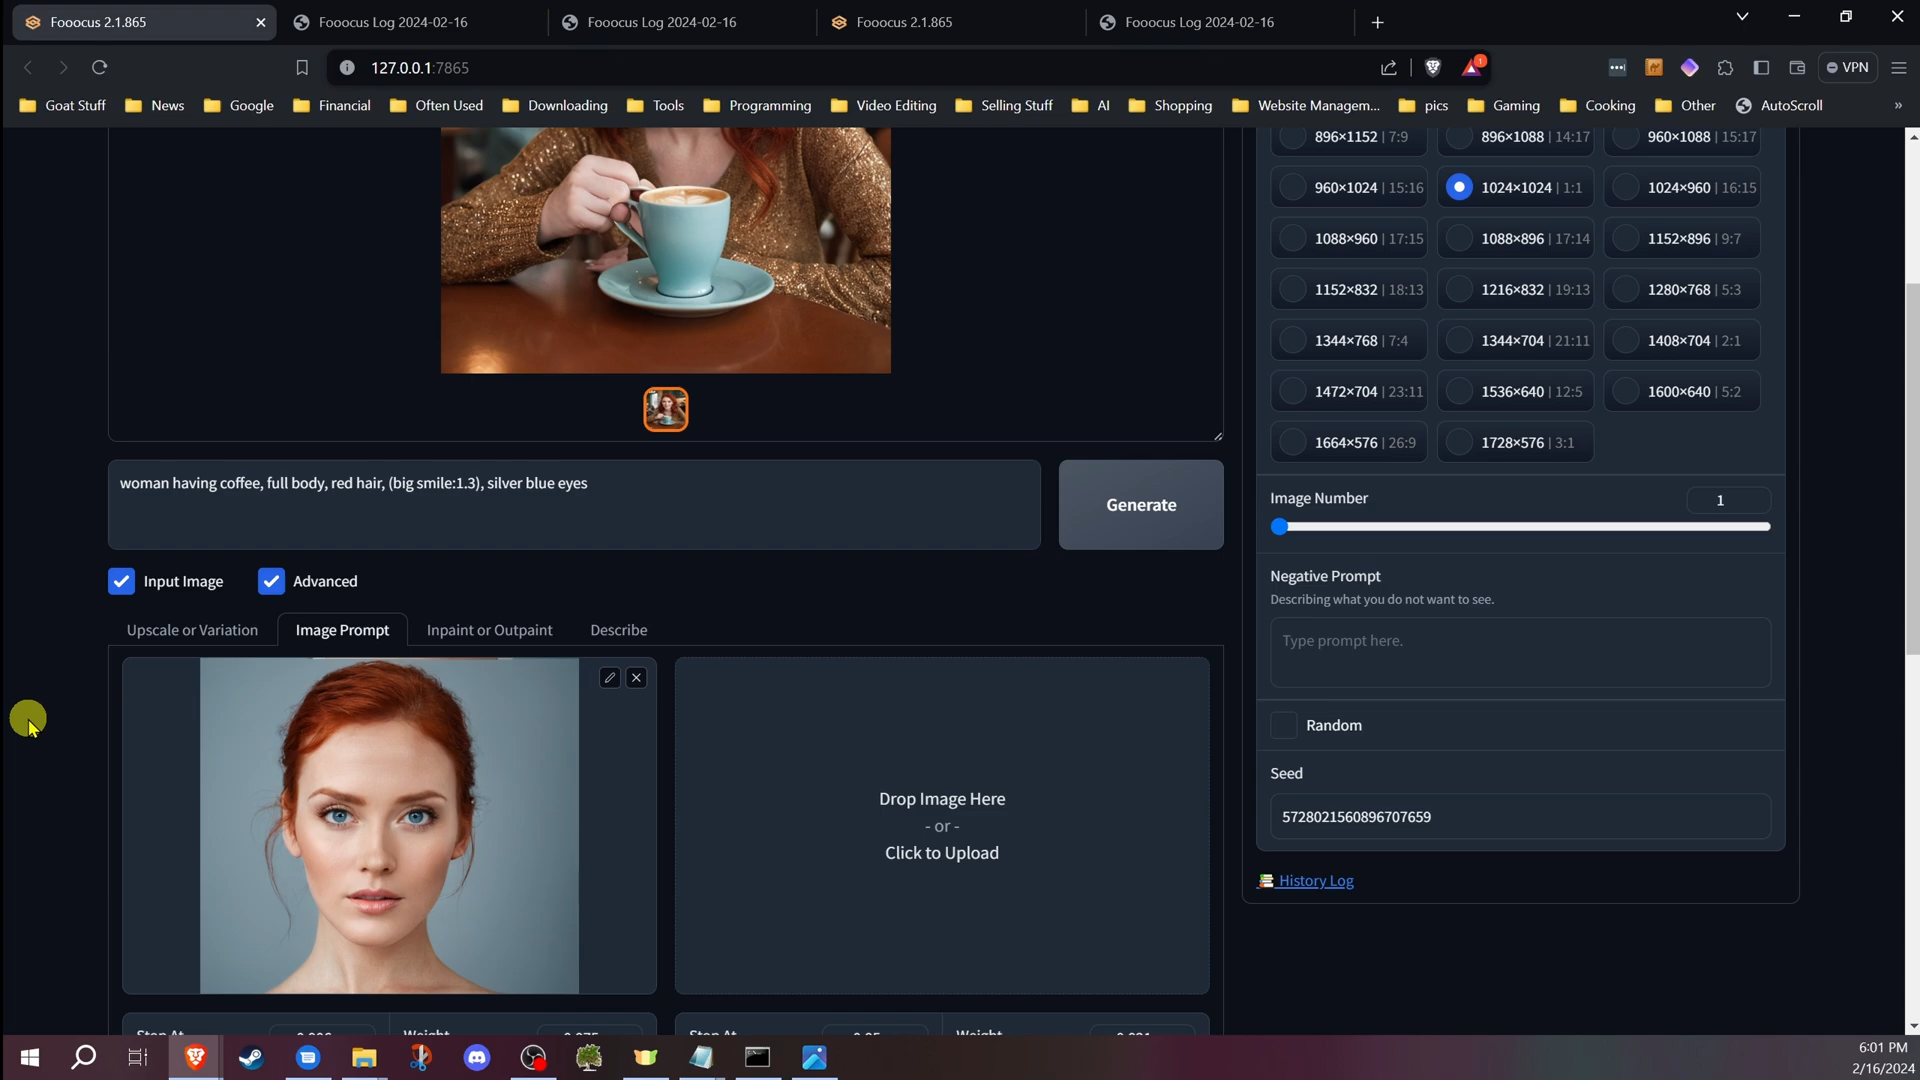 Fooocus 2.1.865
Fooocus Log 2024-02-16
Fooocus Log 2024-02-16
Fooocus 2.1.865
Fooocus Log 2024-02-16
127.0.0.1:7865
1
VPN
Goat Stuff
News
Google
Financial
Often Used
Downloading
Tools
Programming
Video Editing
Selling Stuff
AI
Shopping
Website Managem...
pics
Gaming
Cooking
Other
AutoScroll
»
896×1152 | 7:9
896×1088 | 14:17
960×1088 | 15:17
960×1024 | 15:16
1024×1024 | 1:1
1024×960 | 16:15
1088×960 | 17:15
1088×896 | 17:14
1152×896 | 9:7
1152×832 | 18:13
1216×832 | 19:13
1280×768 | 5:3
1344×768 | 7:4
1344×704 | 21:11
1408×704 | 2:1
1472×704 | 23:11
1536×640 | 12:5
1600×640 | 5:2
1664×576 | 26:9
1728×576 | 3:1
woman having coffee, full body, red hair, (big smile:1.3), silver blue eyes
Generate
Input Image
Advanced
Upscale or Variation
Image Prompt
Inpaint or Outpaint
Describe
Drop Image Here
- or -
Click to Upload
Image Number
1
Negative Prompt
Describing what you do not want to see.
Type prompt here.
Random
Seed
5728021560896707659
History Log
Stop At
Weight
Stop At
Weight
6:01 PM
2/16/2024